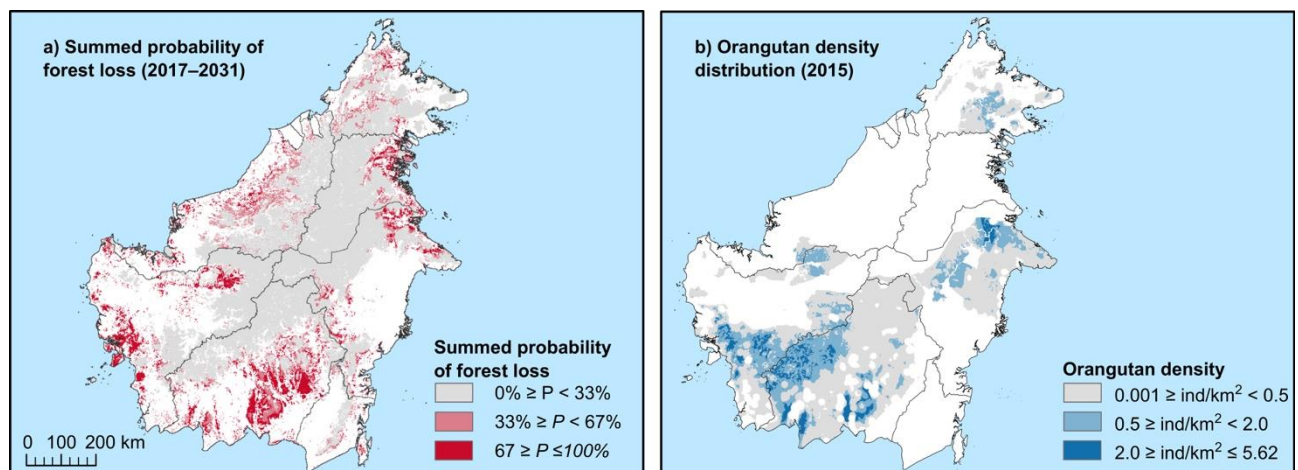 a) Summed probability of
forest loss (2017–2031)
Summed probability
of forest loss
0% ≥ P < 33%
33% ≥ P < 67%
67 ≥ P ≤100%
0 100 200 km
b) Orangutan density
distribution (2015)
Orangutan density
0.001 ≥ ind/km² < 0.5
0.5 ≥ ind/km² < 2.0
2.0 ≥ ind/km² ≤ 5.62